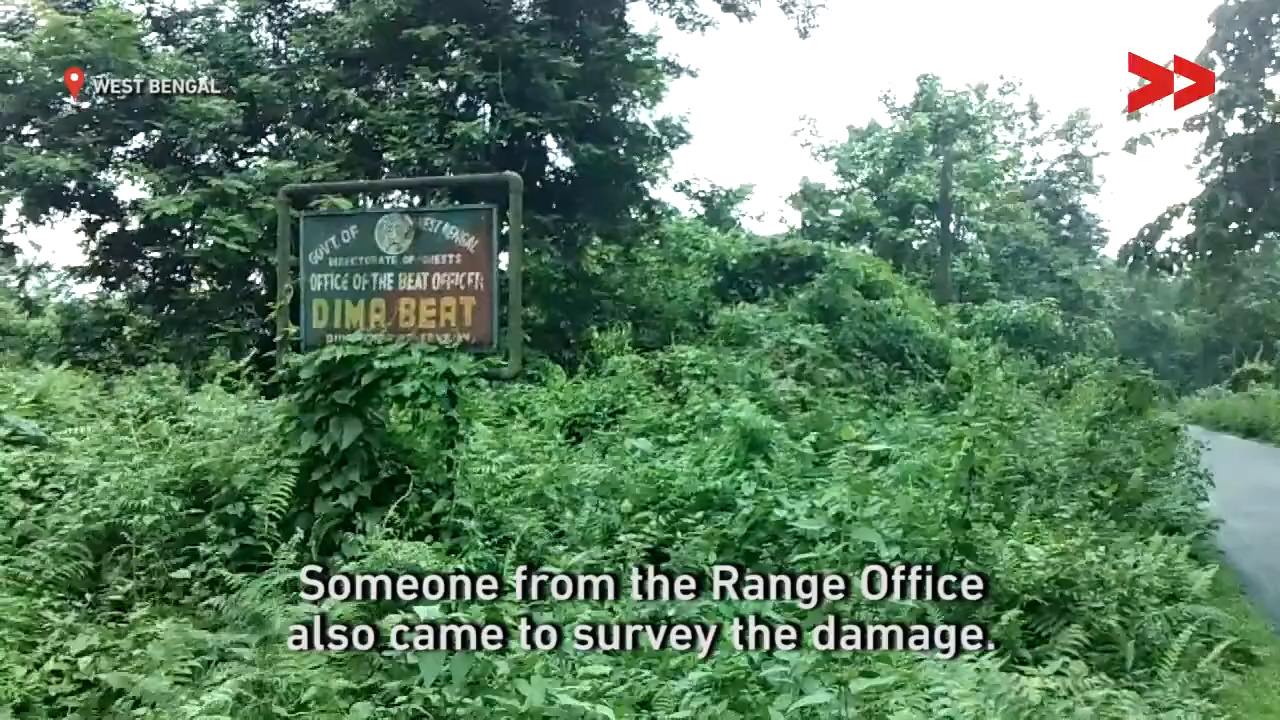 WEST BENGAL
GOVT. OF WEST BENGAL
DIRECTORATE OF FORESTS
OFFICE OF THE BEAT OFFICER
DIMA BEAT
Someone from the Range Office
also came to survey the damage.